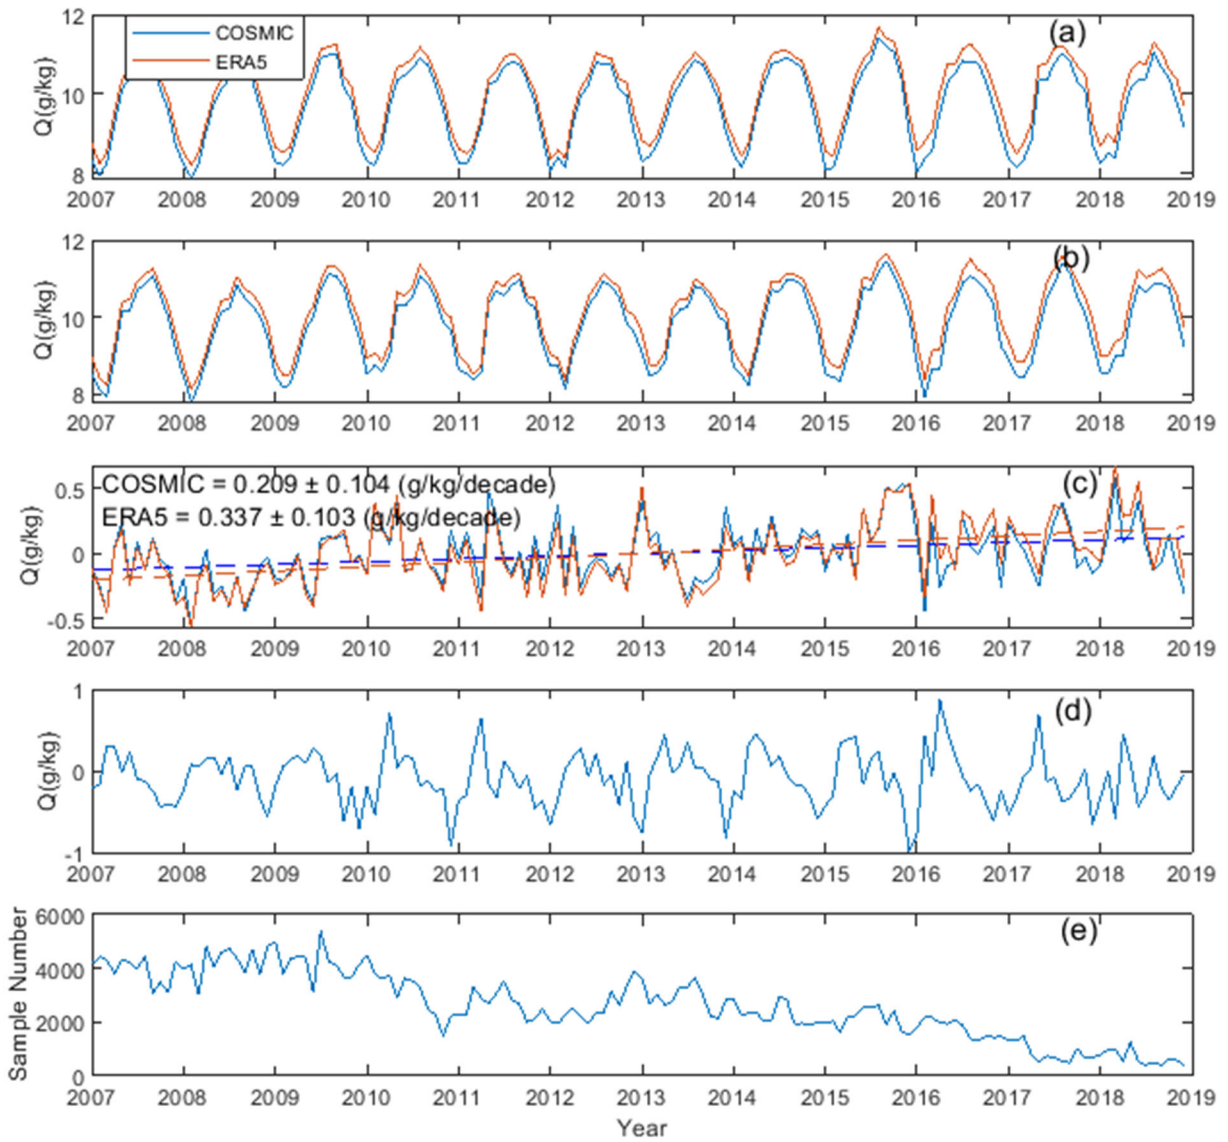 COSMIC
ERA5
(a)
12
10
8
Q(g/kg)
2007 2008 2009 2010 2011 2012 2013 2014 2015 2016 2017 2018 2019
(b)
12
10
8
Q(g/kg)
2007 2008 2009 2010 2011 2012 2013 2014 2015 2016 2017 2018 2019
COSMIC = 0.209 ± 0.104 (g/kg/decade)
ERA5 = 0.337 ± 0.103 (g/kg/decade)
(c)
0.5
0
-0.5
Q(g/kg)
2007 2008 2009 2010 2011 2012 2013 2014 2015 2016 2017 2018 2019
(d)
1
0
-1
Q(g/kg)
2007 2008 2009 2010 2011 2012 2013 2014 2015 2016 2017 2018 2019
(e)
6000
4000
2000
0
Sample Number
2007 2008 2009 2010 2011 2012 2013 2014 2015 2016 2017 2018 2019
Year